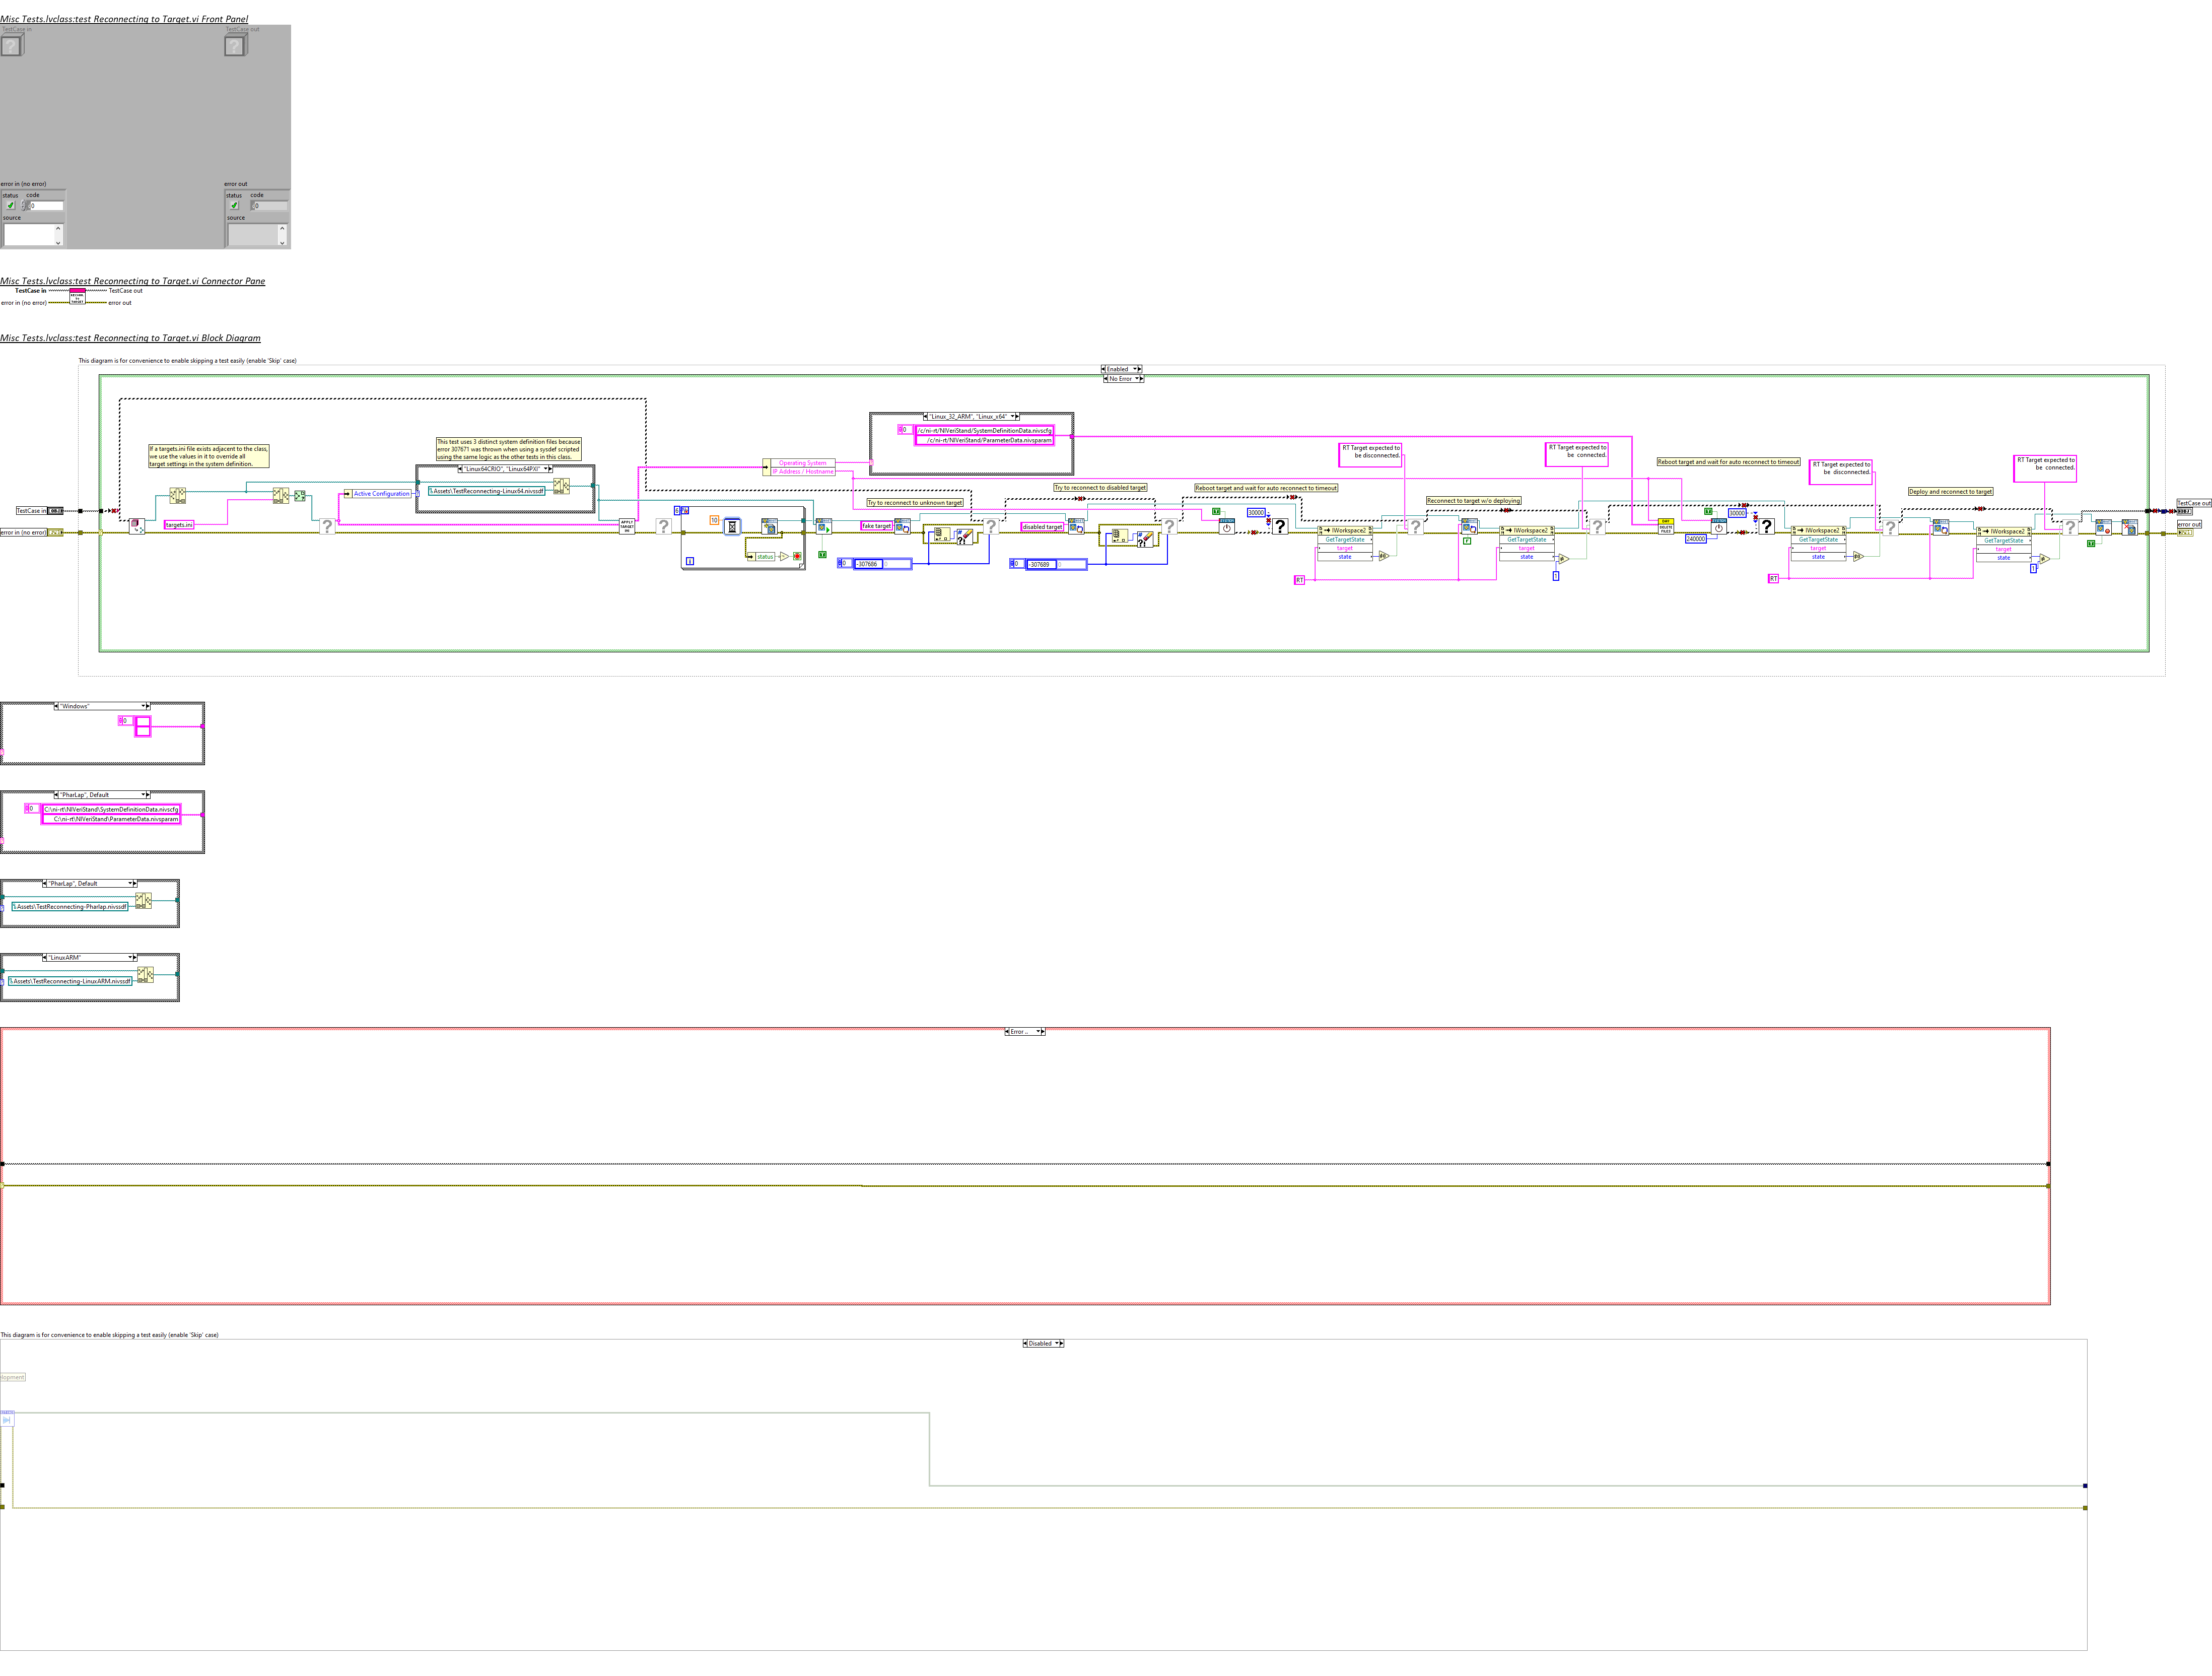 Misc Tests.lvclass:test Reconnecting to Target.vi Front Panel
TestCase in
TestCase out
error in (no error)
error out
status code
0
source
status code
0
source
Misc Tests.lvclass:test Reconnecting to Target.vi Connector Pane
TestCase in
TestCase out
error in (no error)
error out
Misc Tests.lvclass:test Reconnecting to Target.vi Block Diagram
This diagram is for convenience to enable skipping a test easily (enable 'Skip' case)
Enabled
No Error
TestCase in
error in (no error)
If a targets.ini file exists adjacent to the class,
we use the values in it to override all
target settings in the system definition.
targets.ini
Active Configuration
This test uses 3 distinct system definition files because
error 307671 was thrown when using a sysdef scripted
using the same logic as the other tests in this class.
"Linux64CRIO", "Linux64PXI"
.\Assets\TestReconnecting-Linux64.nivssdf
10
status
Operating System
IP Address / Hostname
"Linux_32_ARM", "Linux_x64"
0
/c/ni-rt/NIVeriStand/SystemDefinitionData.nivscfg
/c/ni-rt/NIVeriStand/ParameterData.nivsparam
Try to reconnect to unknown target
fake target
0
-307686
0
Try to reconnect to disabled target
disabled target
0
-307689
0
Reboot target and wait for auto reconnect to timeout
30000
RT Target expected to
be disconnected.
IWorkspace2
GetTargetState
target
state
RT
Reconnect to target w/o deploying
F
RT Target expected to
be connected.
IWorkspace2
GetTargetState
target
state
1
Reboot target and wait for auto reconnect to timeout
240000
30000
RT Target expected to
be disconnected.
IWorkspace2
GetTargetState
target
state
RT
Deploy and reconnect to target
RT Target expected to
be connected.
IWorkspace2
GetTargetState
target
state
1
TestCase out
error out
"Windows"
0
"PharLap", Default
0
C:\ni-rt\NIVeriStand\SystemDefinitionData.nivscfg
C:\ni-rt\NIVeriStand\ParameterData.nivsparam
"PharLap", Default
.\Assets\TestReconnecting-Pharlap.nivssdf
"LinuxARM"
.\Assets\TestReconnecting-LinuxARM.nivssdf
Error ..
This diagram is for convenience to enable skipping a test easily (enable 'Skip' case)
Disabled
lopment